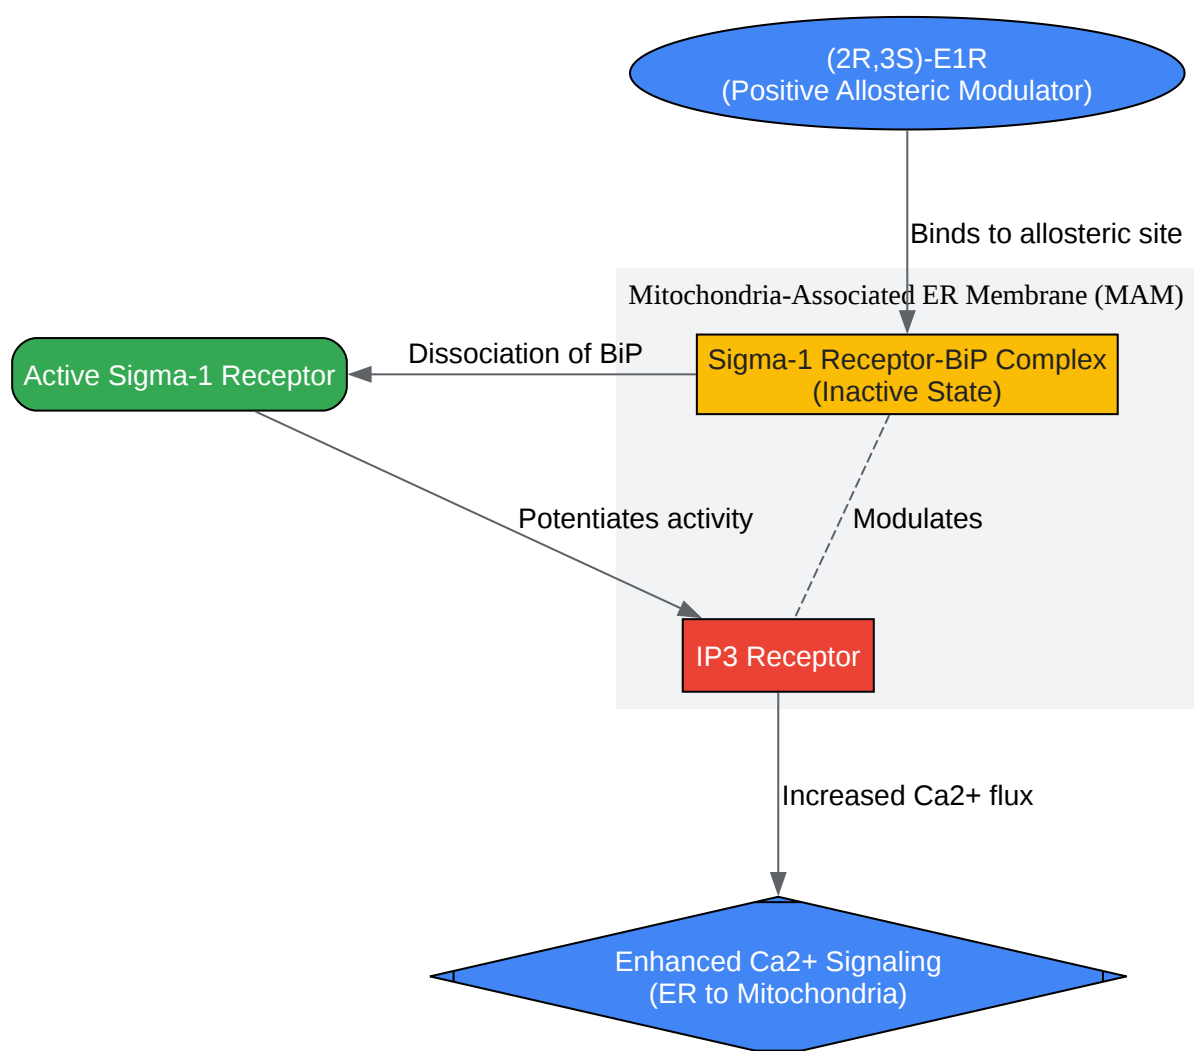 (2R,3S)-E1R
(Positive Allosteric Modulator)
Binds to allosteric site
Mitochondria-Associated ER Membrane (MAM)
Dissociation of BiP
Active Sigma-1 Receptor
Sigma-1 Receptor-BiP Complex
(Inactive State)
Potentiates activity
Modulates
IP3 Receptor
Increased Ca2+ flux
Enhanced Ca2+ Signaling
(ER to Mitochondria)